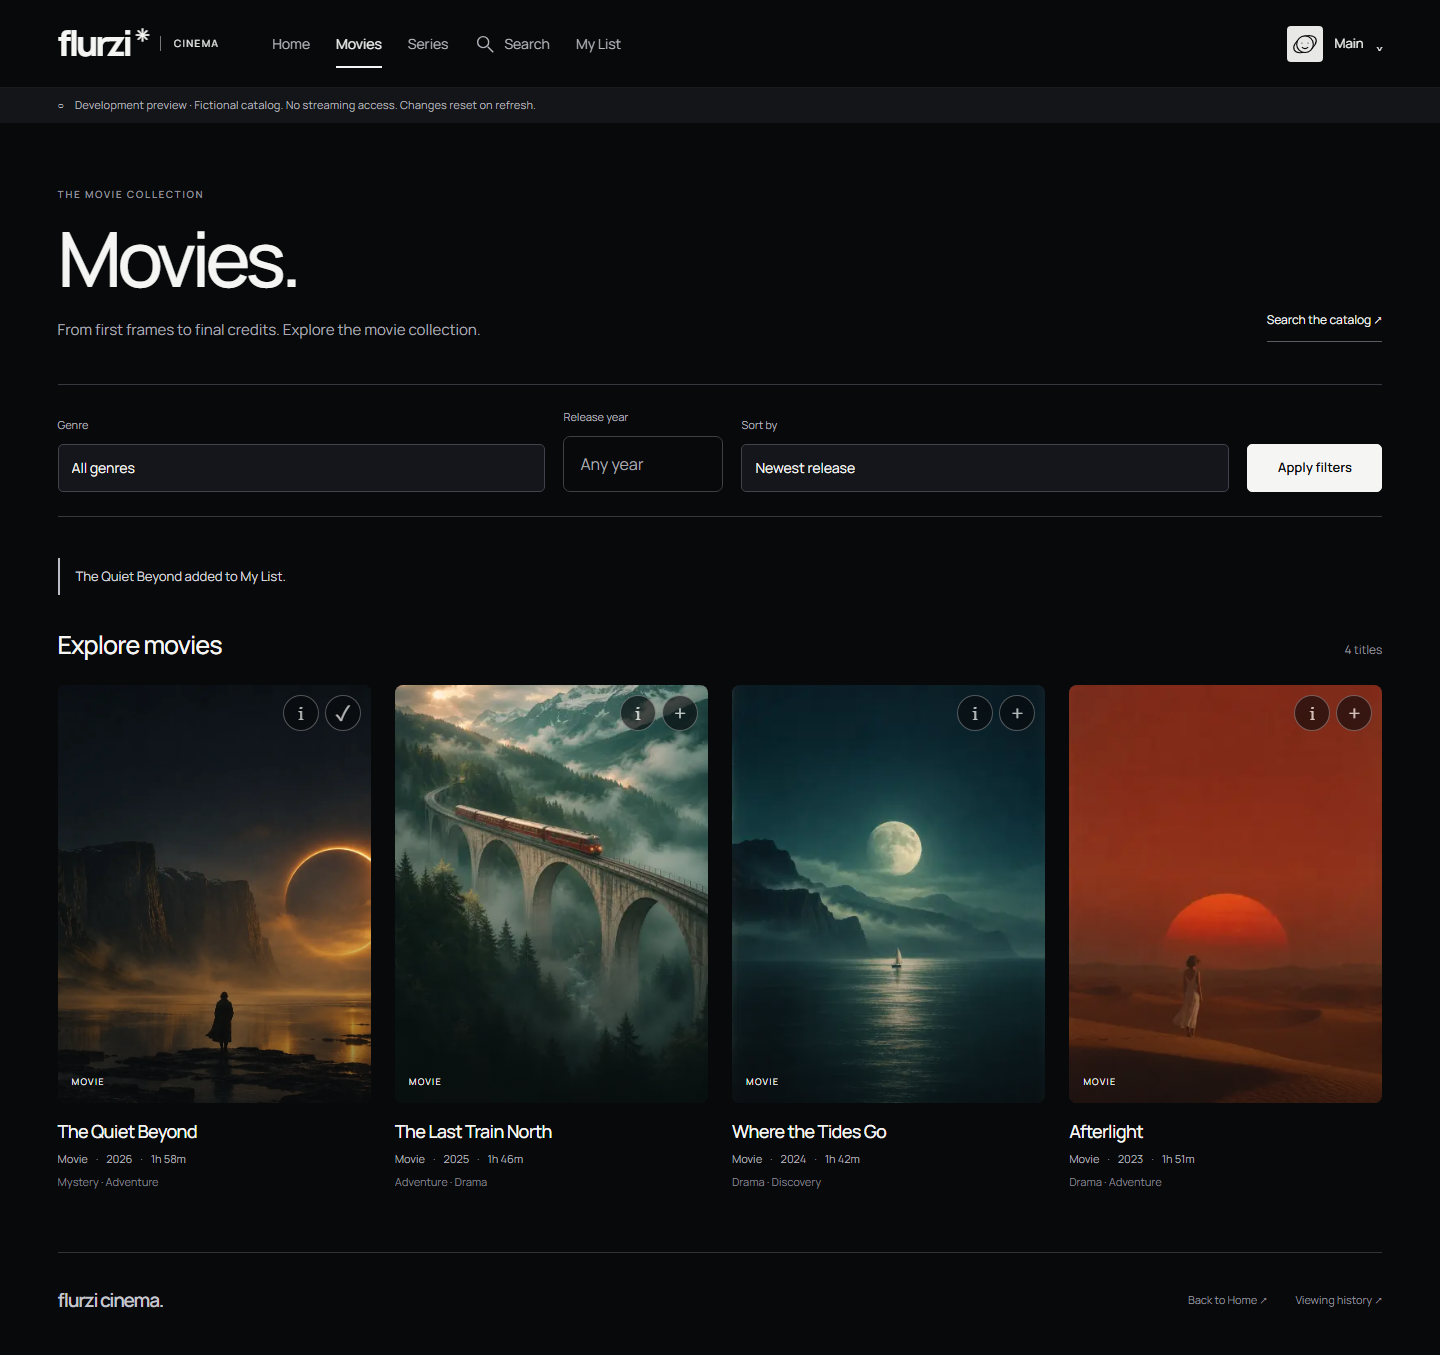 flurzi* CINEMA Home Movies Series Search My List Main
Development preview · Fictional catalog. No streaming access. Changes reset on refresh.
THE MOVIE COLLECTION
Movies.
From first frames to final credits. Explore the movie collection.
Search the catalog ↗
Genre
All genres
Release year
Any year
Sort by
Newest release
Apply filters
The Quiet Beyond added to My List.
Explore movies
4 titles
i ✓
MOVIE
The Quiet Beyond
Movie · 2026 · 1h 58m
Mystery · Adventure
i +
MOVIE
The Last Train North
Movie · 2025 · 1h 46m
Adventure · Drama
i +
MOVIE
Where the Tides Go
Movie · 2024 · 1h 42m
Drama · Discovery
i +
MOVIE
Afterlight
Movie · 2023 · 1h 51m
Drama · Adventure
flurzi cinema.
Back to Home ↗ Viewing history ↗